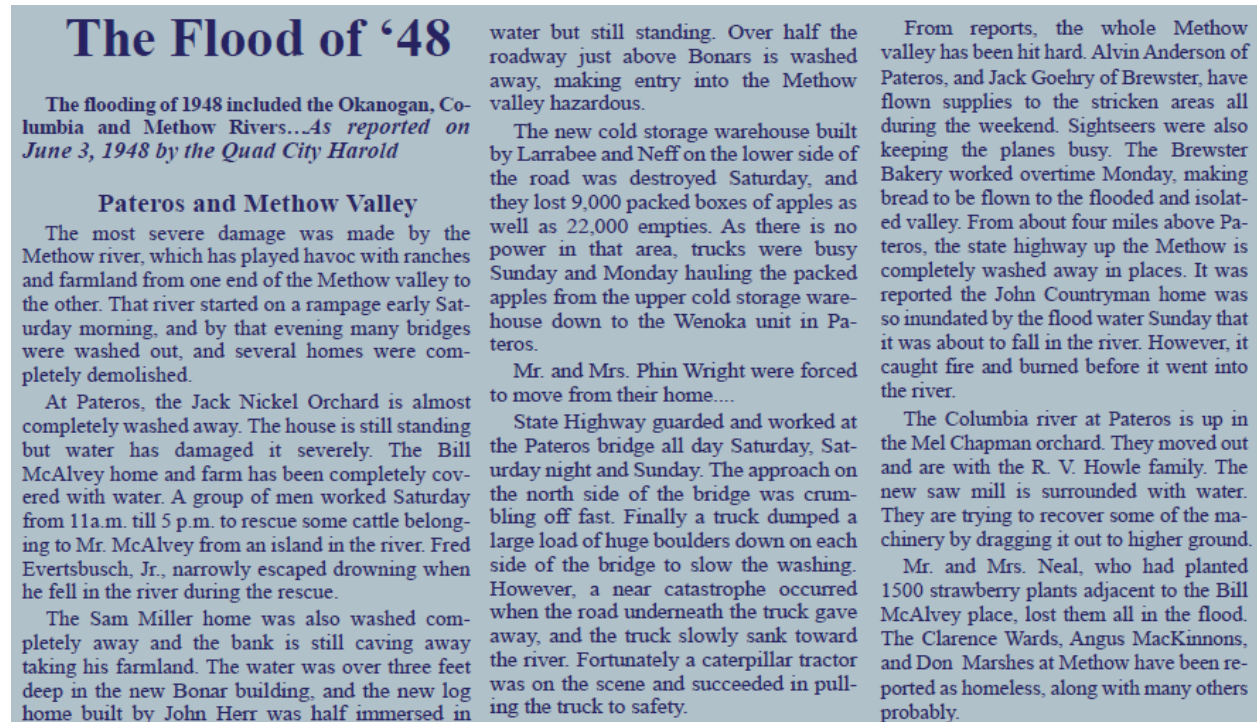 The Flood of ‘48
The flooding of 1948 included the Okanogan, Co-
lumbia and Methow Rivers…As reported on
June 3, 1948 by the Quad City Harold
Pateros and Methow Valley
The most severe damage was made by the
Methow river, which has played havoc with ranches
and farmland from one end of the Methow valley to
the other. That river started on a rampage early Sat-
urday morning, and by that evening many bridges
were washed out, and several homes were com-
pletely demolished.
At Pateros, the Jack Nickel Orchard is almost
completely washed away. The house is still standing
but water has damaged it severely. The Bill
McAlvey home and farm has been completely cov-
ered with water. A group of men worked Saturday
from 11a.m. till 5 p.m. to rescue some cattle belong-
ing to Mr. McAlvey from an island in the river. Fred
Evertsbusch, Jr., narrowly escaped drowning when
he fell in the river during the rescue.
The Sam Miller home was also washed com-
pletely away and the bank is still caving away
taking his farmland. The water was over three feet
deep in the new Bonar building, and the new log
home built by John Herr was half immersed in
water but still standing. Over half the
roadway just above Bonars is washed
away, making entry into the Methow
valley hazardous.
The new cold storage warehouse built
by Larrabee and Neff on the lower side of
the road was destroyed Saturday, and
they lost 9,000 packed boxes of apples as
well as 22,000 empties. As there is no
power in that area, trucks were busy
Sunday and Monday hauling the packed
apples from the upper cold storage ware-
house down to the Wenoka unit in Pa-
teros.
Mr. and Mrs. Phin Wright were forced
to move from their home....
State Highway guarded and worked at
the Pateros bridge all day Saturday, Sat-
urday night and Sunday. The approach on
the north side of the bridge was crum-
bling off fast. Finally a truck dumped a
large load of huge boulders down on each
side of the bridge to slow the washing.
However, a near catastrophe occurred
when the road underneath the truck gave
away, and the truck slowly sank toward
the river. Fortunately a caterpillar tractor
was on the scene and succeeded in pull-
ing the truck to safety.
From reports, the whole Methow
valley has been hit hard. Alvin Anderson of
Pateros, and Jack Goehry of Brewster, have
flown supplies to the stricken areas all
during the weekend. Sightseers were also
keeping the planes busy. The Brewster
Bakery worked overtime Monday, making
bread to be flown to the flooded and isolat-
ed valley. From about four miles above Pa-
teros, the state highway up the Methow is
completely washed away in places. It was
reported the John Countryman home was
so inundated by the flood water Sunday that
it was about to fall in the river. However, it
caught fire and burned before it went into
the river.
The Columbia river at Pateros is up in
the Mel Chapman orchard. They moved out
and are with the R. V. Howle family. The
new saw mill is surrounded with water.
They are trying to recover some of the ma-
chinery by dragging it out to higher ground.
Mr. and Mrs. Neal, who had planted
1500 strawberry plants adjacent to the Bill
McAlvey place, lost them all in the flood.
The Clarence Wards, Angus MacKinnons,
and Don Marshes at Methow have been re-
ported as homeless, along with many others
probably.